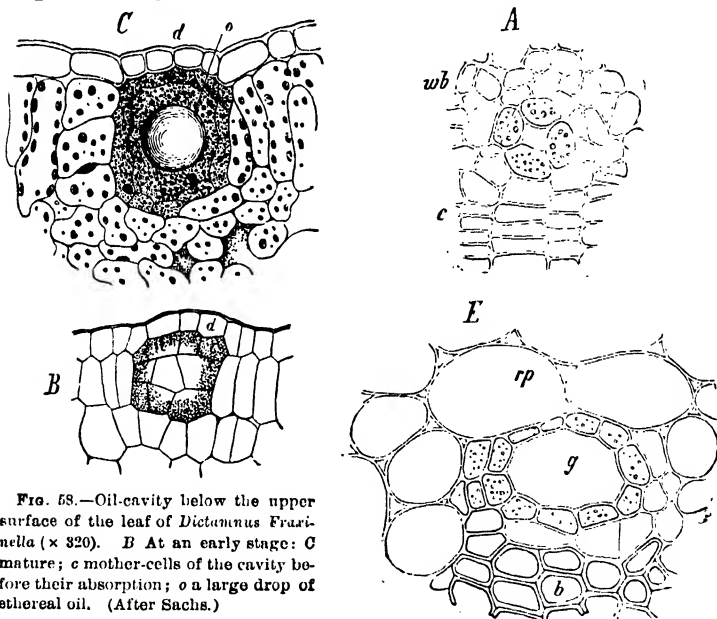 C d o
A
wb
c
B d
c
E
rp
g
b
FIG. 58.—Oil-cavity below the upper
surface of the leaf of Dictamnus Fraxi-
nella (× 320). B At an early stage: C
mature; c mother-cells of the cavity be-
fore their absorption; o a large drop of
ethereal oil. (After Sachs.)